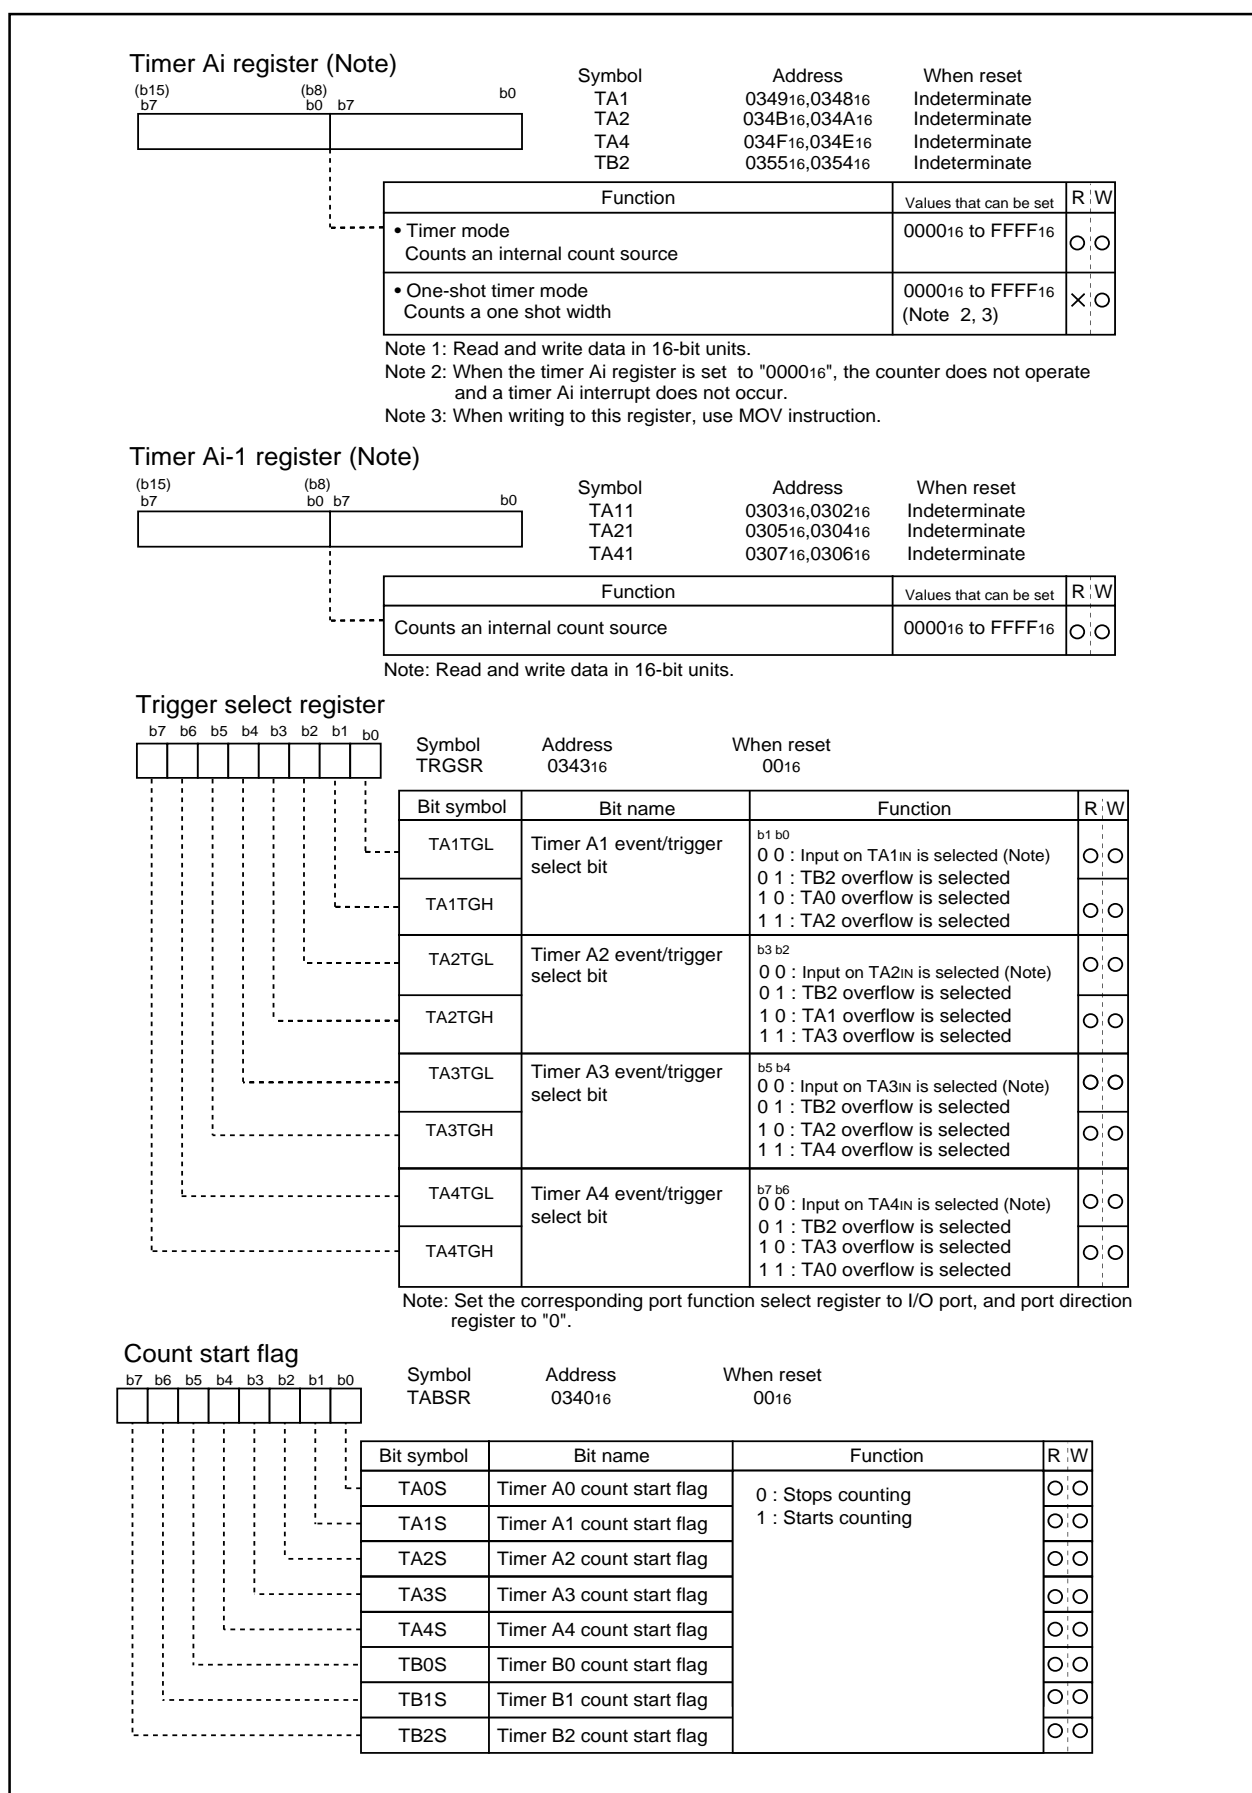 Timer Ai register (Note)
(b15) (b8)
b7 b0 b7 b0
Symbol Address When reset
TA1 034916,034816 Indeterminate
TA2 034B16,034A16 Indeterminate
TA4 034F16,034E16 Indeterminate
TB2 035516,035416 Indeterminate
Function Values that can be set R W
• Timer mode 000016 to FFFF16
Counts an internal count source
• One-shot timer mode 000016 to FFFF16
Counts a one shot width (Note 2, 3)
Note 1: Read and write data in 16-bit units.
Note 2: When the timer Ai register is set to "000016", the counter does not operate
and a timer Ai interrupt does not occur.
Note 3: When writing to this register, use MOV instruction.
Timer Ai-1 register (Note)
(b15) (b8)
b7 b0 b7 b0
Symbol Address When reset
TA11 030316,030216 Indeterminate
TA21 030516,030416 Indeterminate
TA41 030716,030616 Indeterminate
Function Values that can be set R W
Counts an internal count source 000016 to FFFF16
Note: Read and write data in 16-bit units.
Trigger select register
b7 b6 b5 b4 b3 b2 b1 b0
Symbol Address When reset
TRGSR 034316 0016
Bit symbol Bit name Function R W
TA1TGL Timer A1 event/trigger
select bit
TA1TGH
b1 b0
0 0 : Input on TA1IN is selected (Note)
0 1 : TB2 overflow is selected
1 0 : TA0 overflow is selected
1 1 : TA2 overflow is selected
TA2TGL Timer A2 event/trigger
select bit
TA2TGH
b3 b2
0 0 : Input on TA2IN is selected (Note)
0 1 : TB2 overflow is selected
1 0 : TA1 overflow is selected
1 1 : TA3 overflow is selected
TA3TGL Timer A3 event/trigger
select bit
TA3TGH
b5 b4
0 0 : Input on TA3IN is selected (Note)
0 1 : TB2 overflow is selected
1 0 : TA2 overflow is selected
1 1 : TA4 overflow is selected
TA4TGL Timer A4 event/trigger
select bit
TA4TGH
b7 b6
0 0 : Input on TA4IN is selected (Note)
0 1 : TB2 overflow is selected
1 0 : TA3 overflow is selected
1 1 : TA0 overflow is selected
Note: Set the corresponding port function select register to I/O port, and port direction
register to "0".
Count start flag
b7 b6 b5 b4 b3 b2 b1 b0
Symbol Address When reset
TABSR 034016 0016
Bit symbol Bit name Function R W
TA0S Timer A0 count start flag 0 : Stops counting
TA1S Timer A1 count start flag 1 : Starts counting
TA2S Timer A2 count start flag
TA3S Timer A3 count start flag
TA4S Timer A4 count start flag
TB0S Timer B0 count start flag
TB1S Timer B1 count start flag
TB2S Timer B2 count start flag